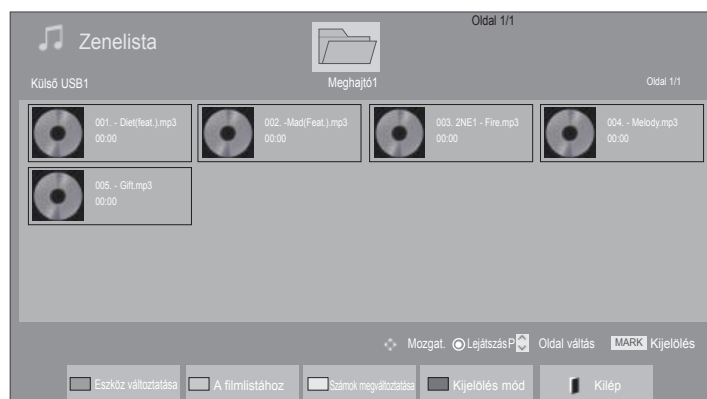 Oldal 1/1
Zenelista
Külső USB1
Meghajtó1
Oldal 1/1
001. - Diet(feat.).mp3
00:00
002. -Mad(Feat.).mp3
00:00
003. 2NE1 - Fire.mp3
00:00
004. - Melody.mp3
00:00
005. - Gift.mp3
00:00
Mozgat. Lejátszás P Oldal váltás MARK Kijelölés
Eszköz változtatása A filmlistához Számok megváltoztatása Kijelölés mód Kilép